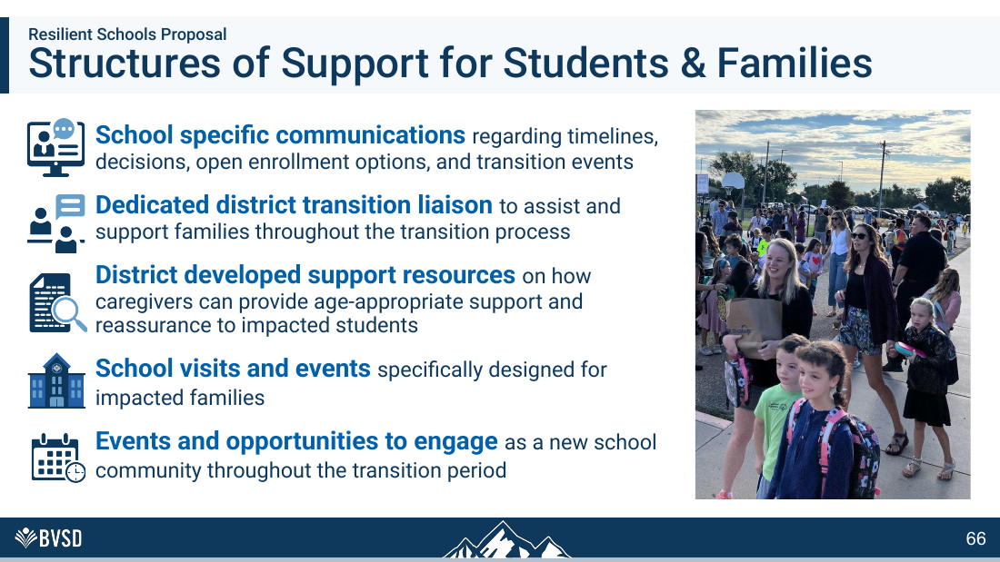 Resilient Schools Proposal
Structures of Support for Students & Families
School specific communications regarding timelines,
decisions, open enrollment options, and transition events
Dedicated district transition liaison to assist and
support families throughout the transition process
District developed support resources on how
caregivers can provide age-appropriate support and
reassurance to impacted students
School visits and events specifically designed for
impacted families
Events and opportunities to engage as a new school
community throughout the transition period
BVSD
66